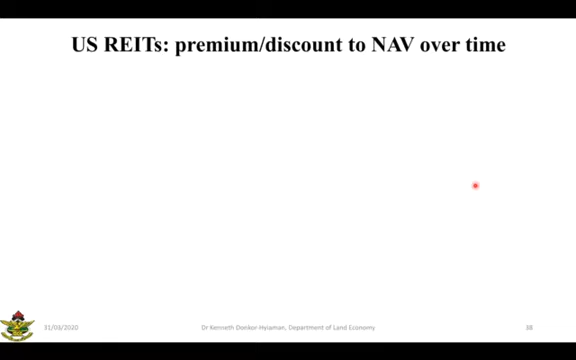 US REITs: premium/discount to NAV over time
31/03/2020 Dr Kenneth Donkor-Hyiaman, Department of Land Economy 38